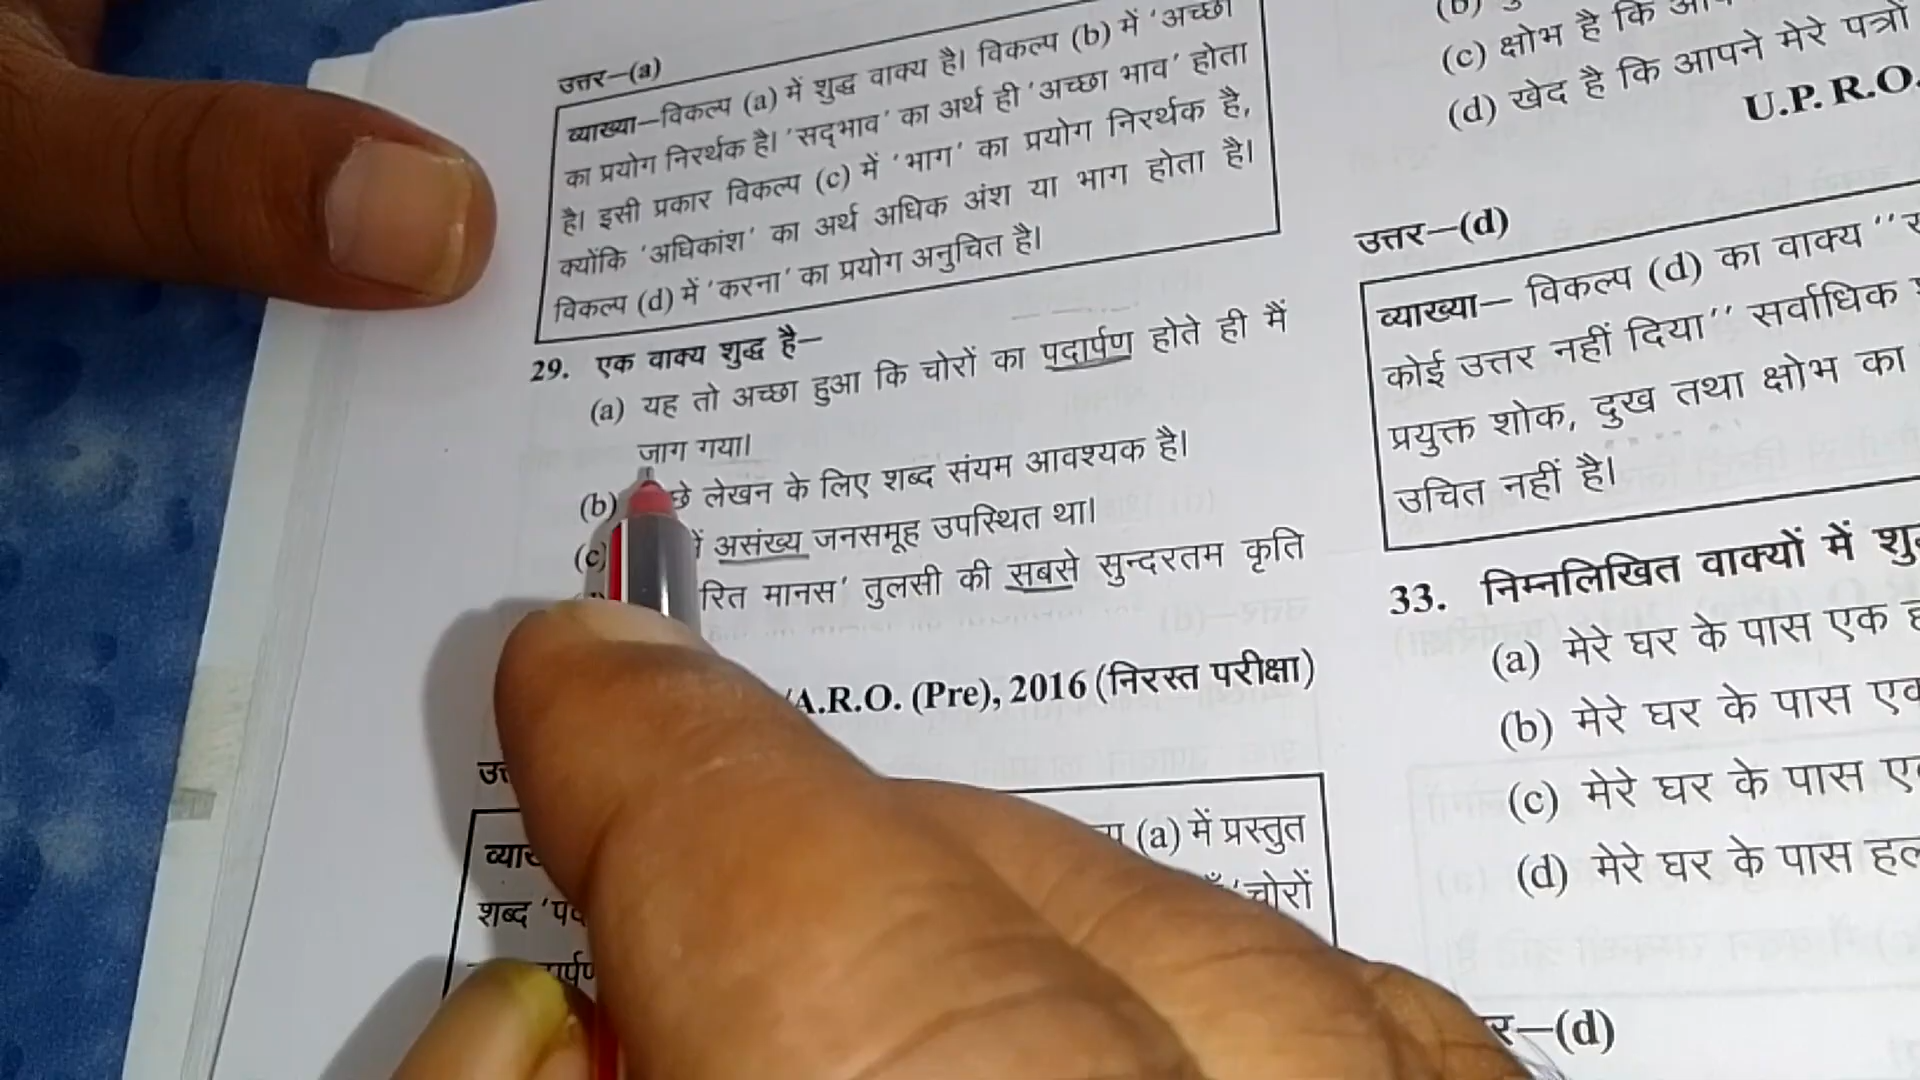 उत्तर—(a)
व्याख्या—विकल्प (a) में शुद्ध वाक्य है। विकल्प (b) में 'अच्छा
का प्रयोग निरर्थक है। 'सद्‌भाव' का अर्थ ही 'अच्छा भाव' होता
है। इसी प्रकार विकल्प (c) में 'भाग' का प्रयोग निरर्थक है,
क्योंकि 'अधिकांश' का अर्थ अधिक अंश या भाग होता है।
विकल्प (d) में 'करना' का प्रयोग अनुचित है।
29. एक वाक्य शुद्ध है—
(a) यह तो अच्छा हुआ कि चोरों का पदार्पण होते ही मैं
जाग गया।
(b) लेखन के लिए शब्द संयम आवश्यक है।
(c) असंख्य जनसमूह उपस्थित था।
मानस' तुलसी की सबसे सुन्दरतम कृति
A.R.O. (Pre), 2016 (निरस्त परीक्षा)
(a) में प्रस्तुत
शब्द
'चोरों
(c) क्षोभ है कि
(d) खेद है कि आपने मेरे पत्रों
U.P. R.O.
उत्तर—(d)
व्याख्या— विकल्प (d) का वाक्य ''
कोई उत्तर नहीं दिया'' सर्वाधिक
प्रयुक्त शोक, दुख तथा क्षोभ का
उचित नहीं है।
33. निम्नलिखित वाक्यों में
(a) मेरे घर के पास एक
(b) मेरे घर के पास
(c) मेरे घर के पास
(d) मेरे घर के पास
(d)